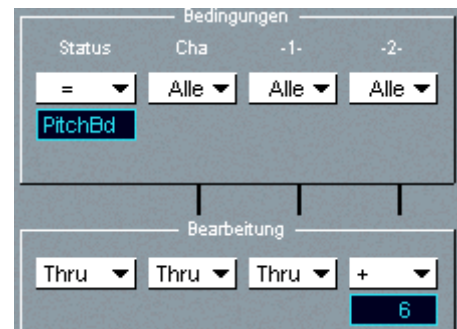 Bedingungen
Status Cha -1- -2-
= Alle Alle Alle
PitchBd
Bearbeitung
Thru Thru Thru +
6